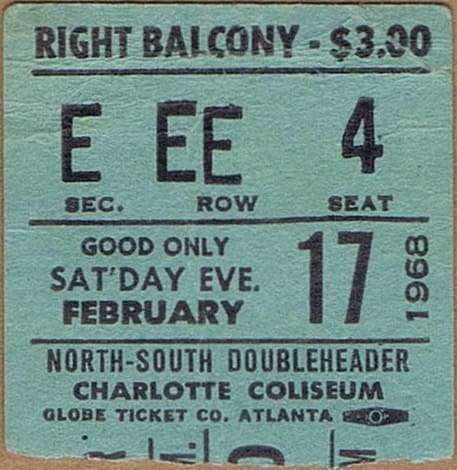 RIGHT BALCONY - $3.00
E EE 4
SEC. ROW SEAT
GOOD ONLY
SAT'DAY EVE.
FEBRUARY
17
1968
NORTH-SOUTH DOUBLEHEADER
CHARLOTTE COLISEUM
GLOBE TICKET CO. ATLANTA